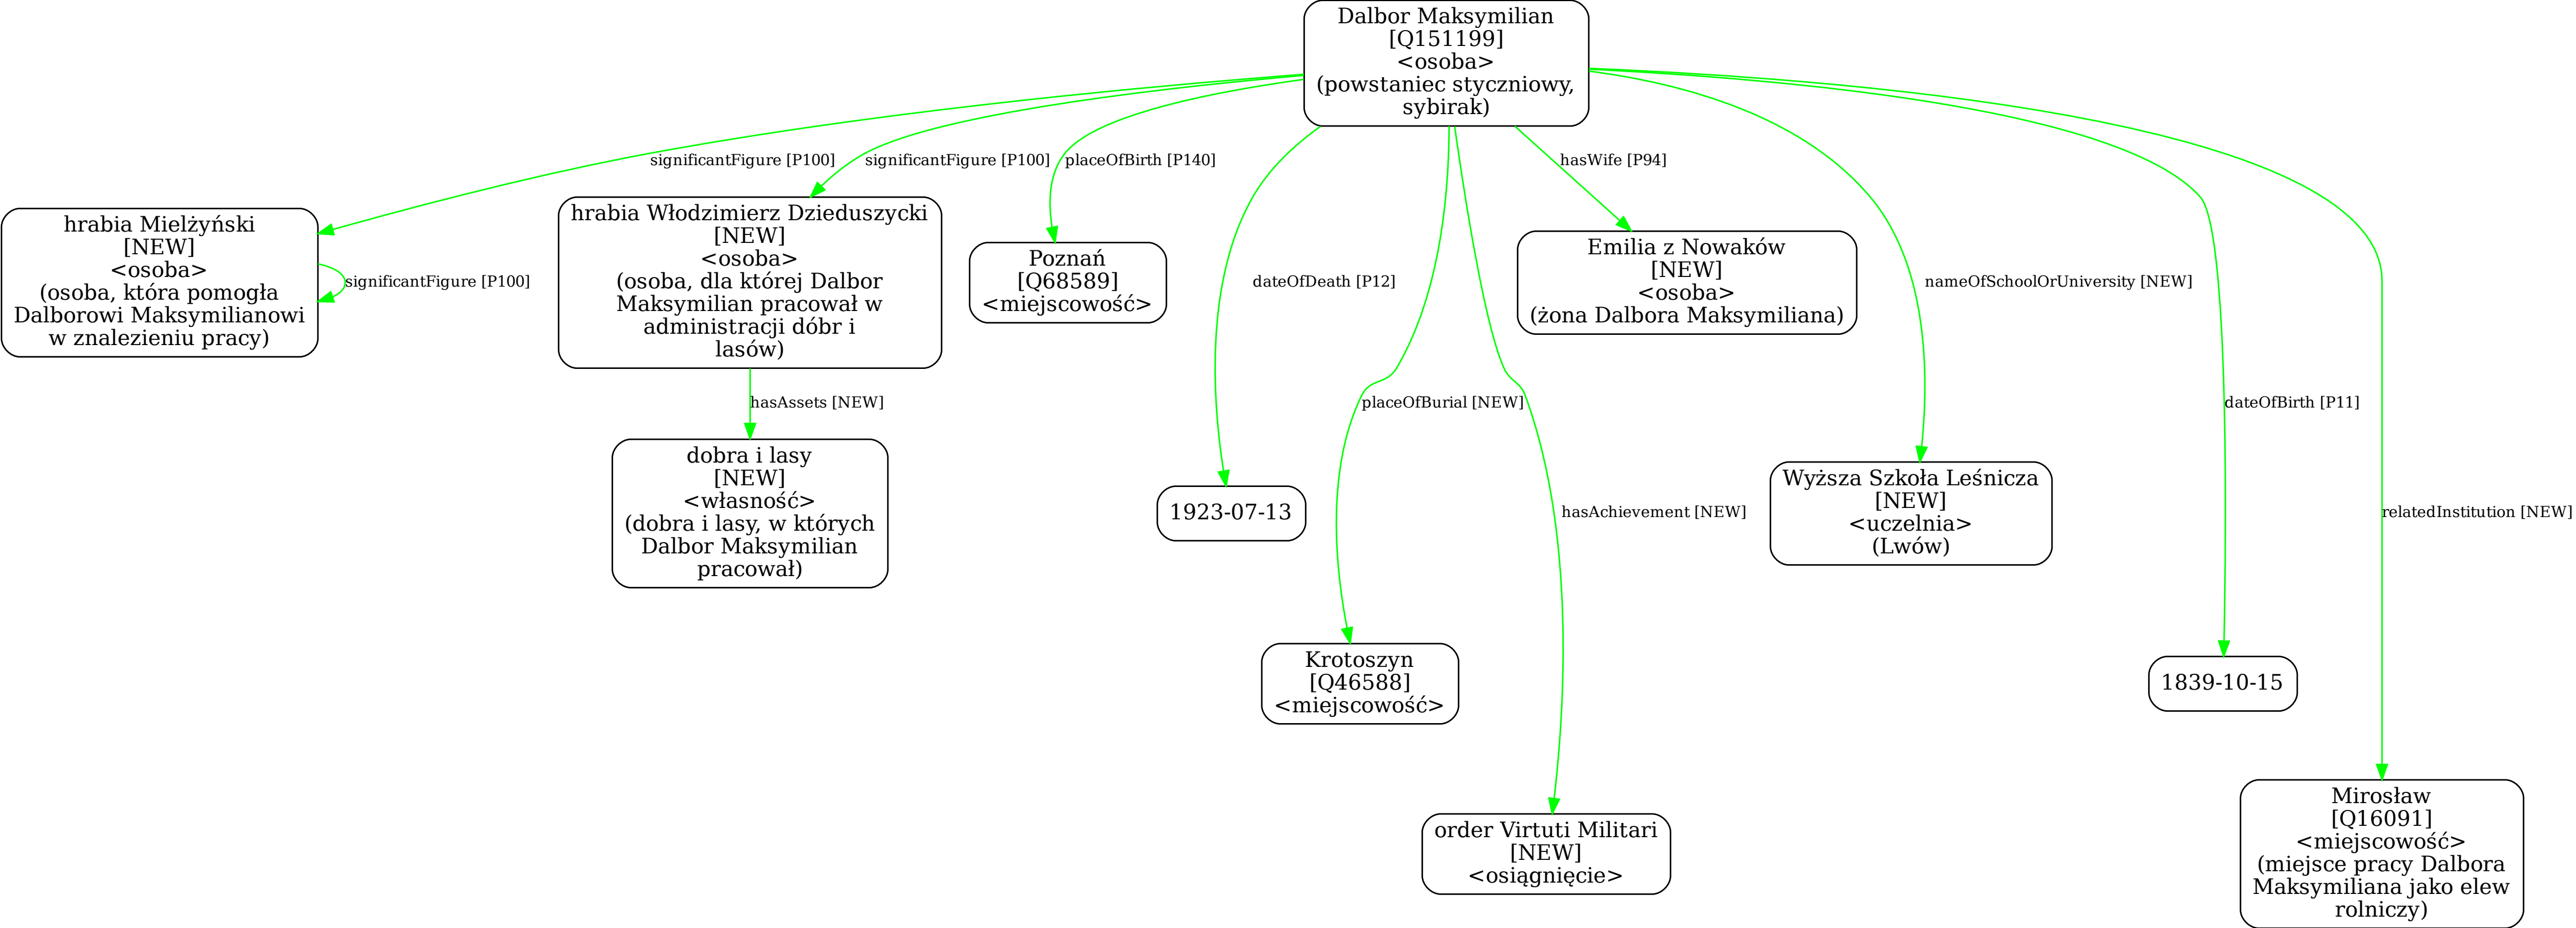 Dalbor Maksymilian
[Q151199]
<osoba>
(powstaniec styczniowy,
sybirak)
significantFigure [P100]
significantFigure [P100]
placeOfBirth [P140]
hasWife [P94]
hrabia Mielżyński
[NEW]
<osoba>
(osoba, która pomogła
Dalborowi Maksymilianowi
w znalezieniu pracy)
significantFigure [P100]
hrabia Włodzimierz Dzieduszycki
[NEW]
<osoba>
(osoba, dla której Dalbor
Maksymilian pracował w
administracji dóbr i
lasów)
Poznań
[Q68589]
<miejscowość>
dateOfDeath [P12]
Emilia z Nowaków
[NEW]
<osoba>
(żona Dalbora Maksymiliana)
nameOfSchoolOrUniversity [NEW]
hasAssets [NEW]
placeOfBurial [NEW]
dateOfBirth [P11]
dobra i lasy
[NEW]
<własność>
(dobra i lasy, w których
Dalbor Maksymilian
pracował)
1923-07-13
hasAchievement [NEW]
Wyższa Szkoła Leśnicza
[NEW]
<uczelnia>
(Lwów)
relatedInstitution [NEW]
Krotoszyn
[Q46588]
<miejscowość>
1839-10-15
order Virtuti Militari
[NEW]
<osiągnięcie>
Mirosław
[Q16091]
<miejscowość>
(miejsce pracy Dalbora
Maksymiliana jako elew
rolniczy)